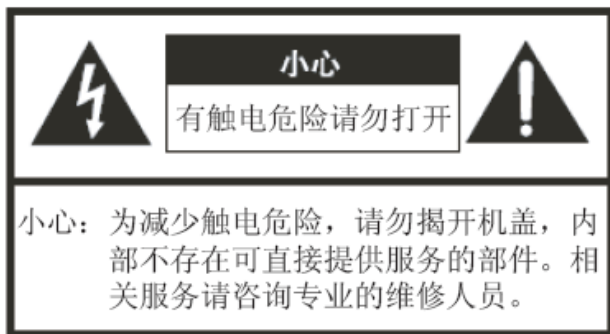 小心
有触电危险请勿打开
小心：为减少触电危险，请勿揭开机盖，内
部不存在可直接提供服务的部件。相
关服务请咨询专业的维修人员。